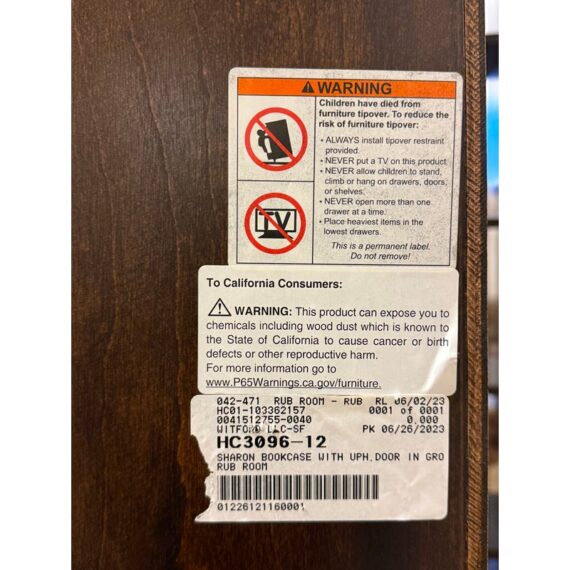 WARNING
Children have died from
furniture tipover. To reduce the
risk of furniture tipover:
• ALWAYS install tipover restraint
provided.
• NEVER put a TV on this product
• NEVER allow children to stand,
climb or hang on drawers, doors,
or shelves.
• NEVER open more than one
drawer at a time.
• Place heaviest items in the
lowest drawers.
This is a permanent label.
Do not remove!
TV
To California Consumers:
WARNING: This product can expose you to
chemicals including wood dust which is known to
the State of California to cause cancer or birth
defects or other reproductive harm.
For more information go to
www.P65Warnings.ca.gov/furniture.
042-471 RUB ROOM - RUB RL 06/02/23
HC01-103362157 0001 of 0001
0041512755-0040 0.000
LLC-SF PK 06/26/2023
HC3096-12
SHARON BOOKCASE WITH UPH.DOOR IN GRO
RUB ROOM
01226121160001